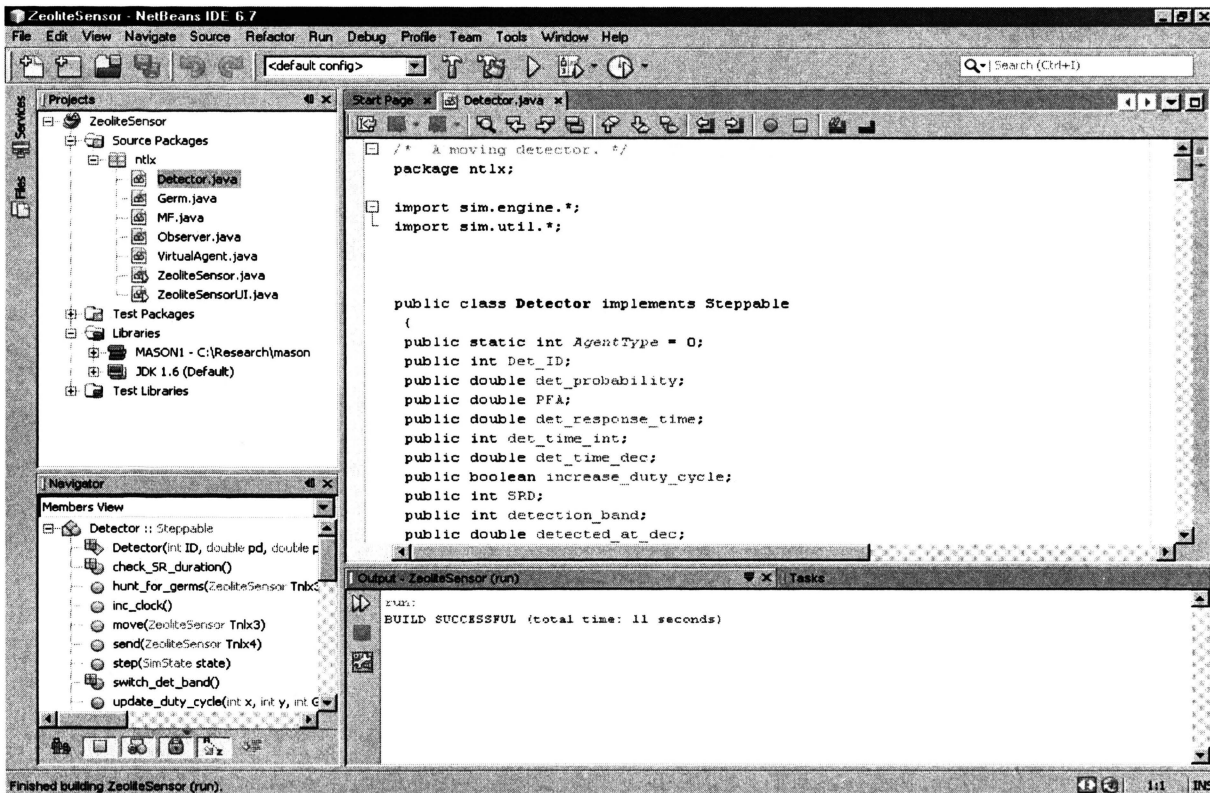 ZeoliteSensor - NetBeans IDE 6.7
File Edit View Navigate Source Refactor Run Debug Profile Team Tools Window Help
<default config>
Search (Ctrl+I)
Services
Files
Projects
ZeoliteSensor
Source Packages
ntlx
Detector.java
Germ.java
MF.java
Observer.java
VirtualAgent.java
ZeoliteSensor.java
ZeoliteSensorUI.java
Test Packages
Libraries
MASON1 - C:\Research\mason
JDK 1.6 (Default)
Test Libraries
Navigator
Members View
Detector :: Steppable
Detector(int ID, double pd, double p
check_SR_duration()
hunt_for_germs(ZeoliteSensor Tnlx3
inc_clock()
move(ZeoliteSensor Tnlx3)
send(ZeoliteSensor Tnlx4)
step(SimState state)
switch_det_band()
update_duty_cycle(int x, int y, int G
Start Page Detector.java
/* A moving detector. */
package ntlx;
import sim.engine.*;
import sim.util.*;
public class Detector implements Steppable
{
public static int AgentType = 0;
public int Det_ID;
public double det_probability;
public double PFA;
public double det_response_time;
public int det_time_int;
public double det_time_dec;
public boolean increase_duty_cycle;
public int SRD;
public int detection_band;
public double detected_at_dec;
Output - ZeoliteSensor (run) Tasks
run:
BUILD SUCCESSFUL (total time: 11 seconds)
Finished building ZeoliteSensor (run).
1:1 INS